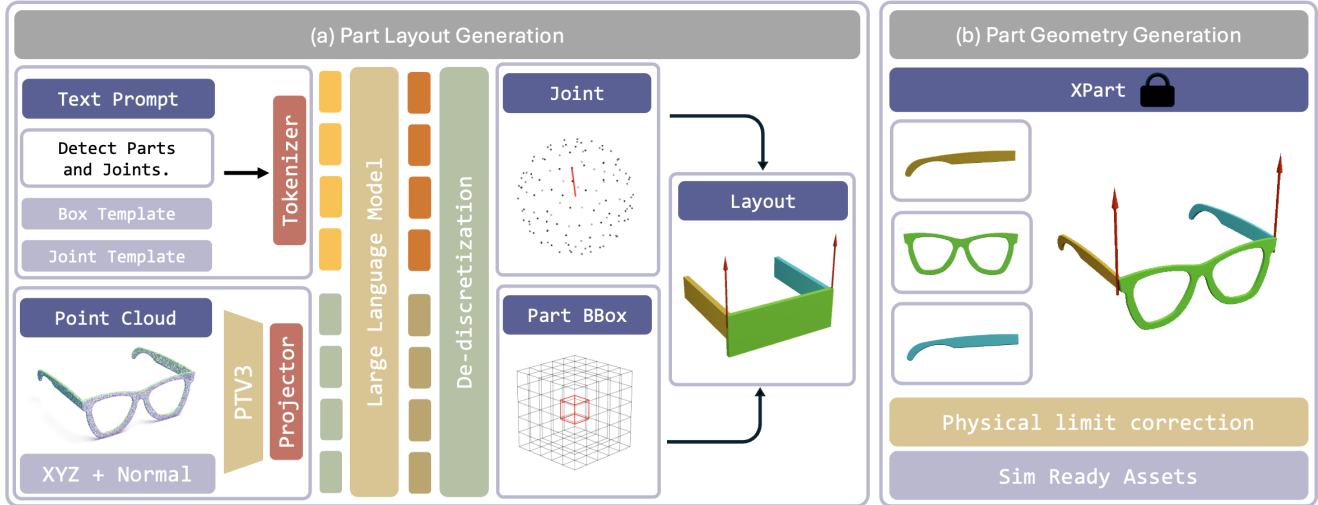 (a) Part Layout Generation
Text Prompt
Detect Parts
and Joints.
Box Template
Joint Template
Tokenizer
Point Cloud
XYZ + Normal
PTV3
Projector
Large Language Model
De-discretization
Joint
Part BBox
Layout
(b) Part Geometry Generation
XPart
Physical limit correction
Sim Ready Assets